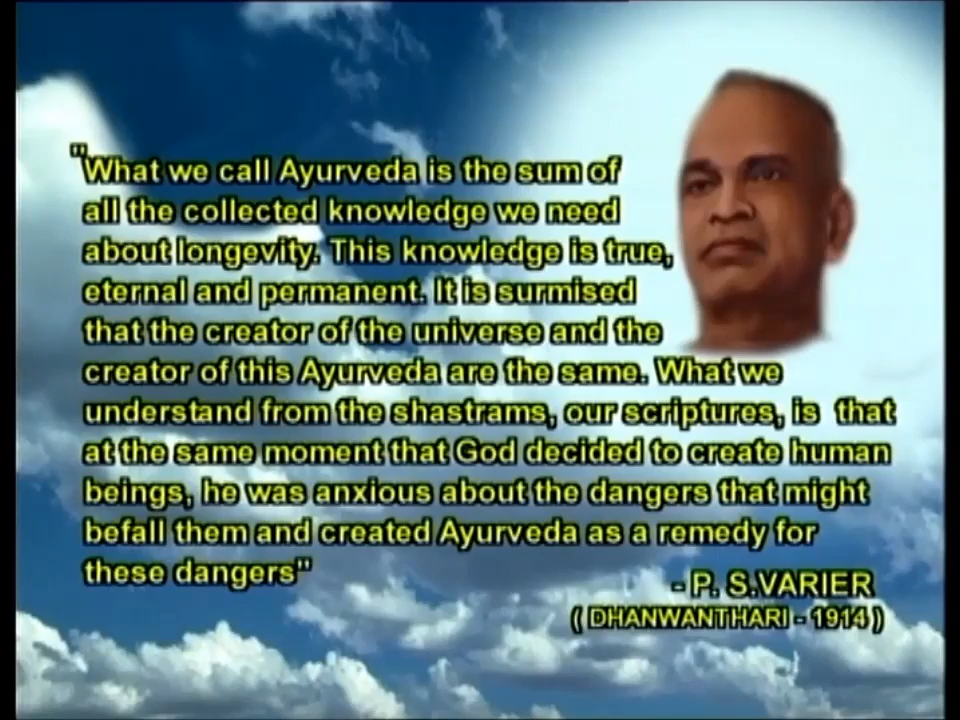 "What we call Ayurveda is the sum of
all the collected knowledge we need
about longevity. This knowledge is true,
eternal and permanent. It is surmised
that the creator of the universe and the
creator of this Ayurveda are the same. What we
understand from the shastrams, our scriptures, is that
at the same moment that God decided to create human
beings, he was anxious about the dangers that might
befall them and created Ayurveda as a remedy for
these dangers"
- P. S.VARIER
( DHANWANTHARI - 1914 )